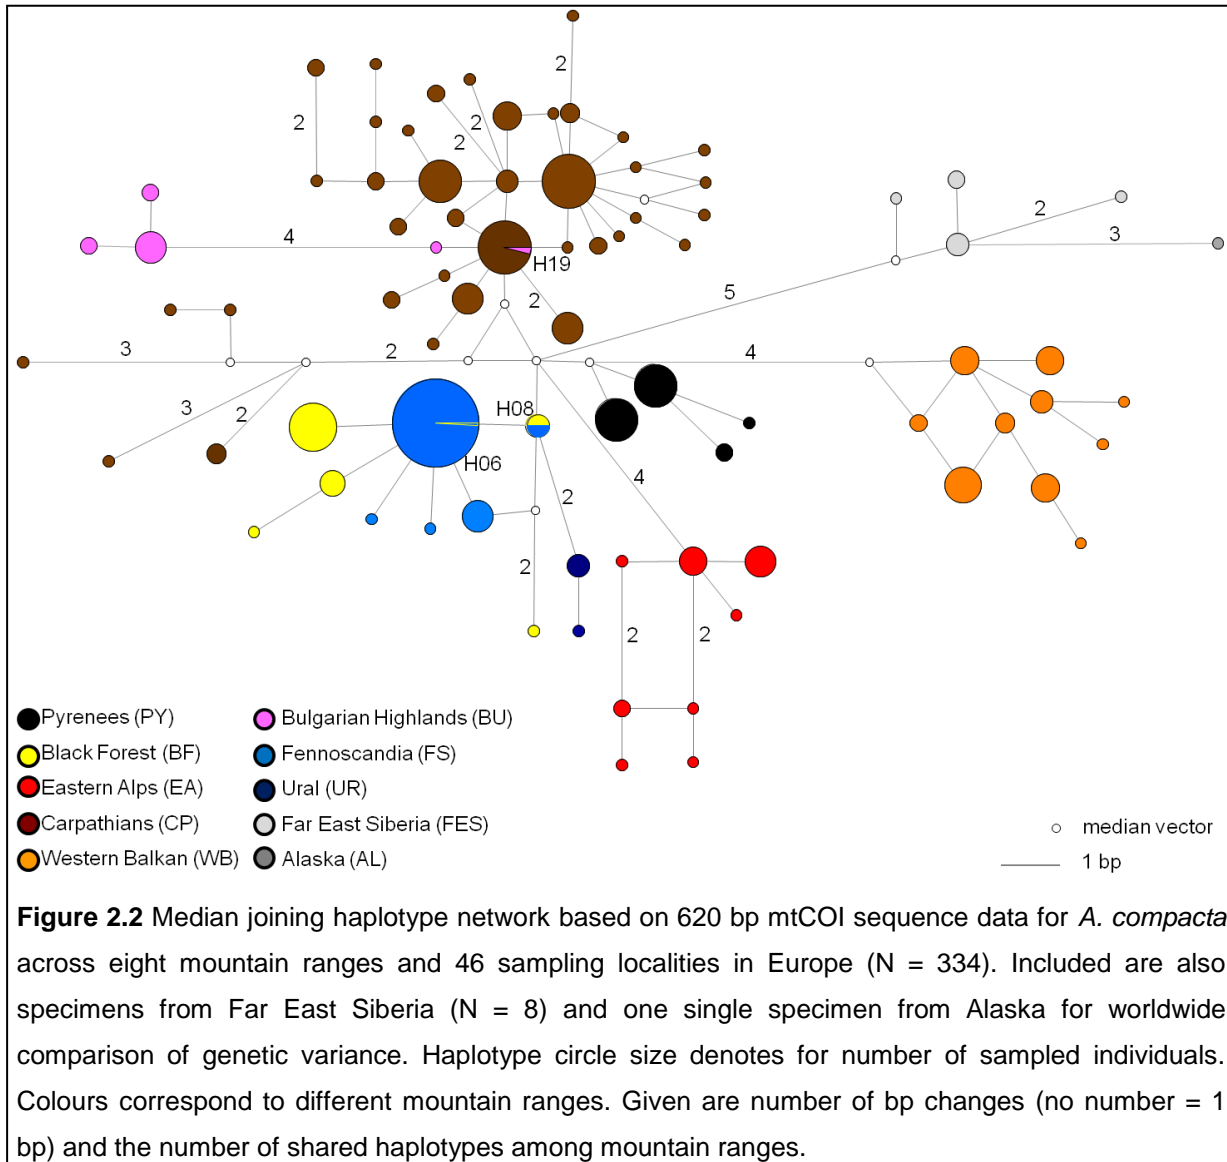 2
2
2
2
4
H19
2
2
3
5
3
2
4
3
2
H08
H06
4
2
2
2
2
Pyrenees (PY)
Black Forest (BF)
Eastern Alps (EA)
Carpathians (CP)
Western Balkan (WB)
Bulgarian Highlands (BU)
Fennoscandia (FS)
Ural (UR)
Far East Siberia (FES)
Alaska (AL)
median vector
1 bp
Figure 2.2 Median joining haplotype network based on 620 bp mtCOI sequence data for A. compacta
across eight mountain ranges and 46 sampling localities in Europe (N = 334). Included are also
specimens from Far East Siberia (N = 8) and one single specimen from Alaska for worldwide
comparison of genetic variance. Haplotype circle size denotes for number of sampled individuals.
Colours correspond to different mountain ranges. Given are number of bp changes (no number = 1
bp) and the number of shared haplotypes among mountain ranges.